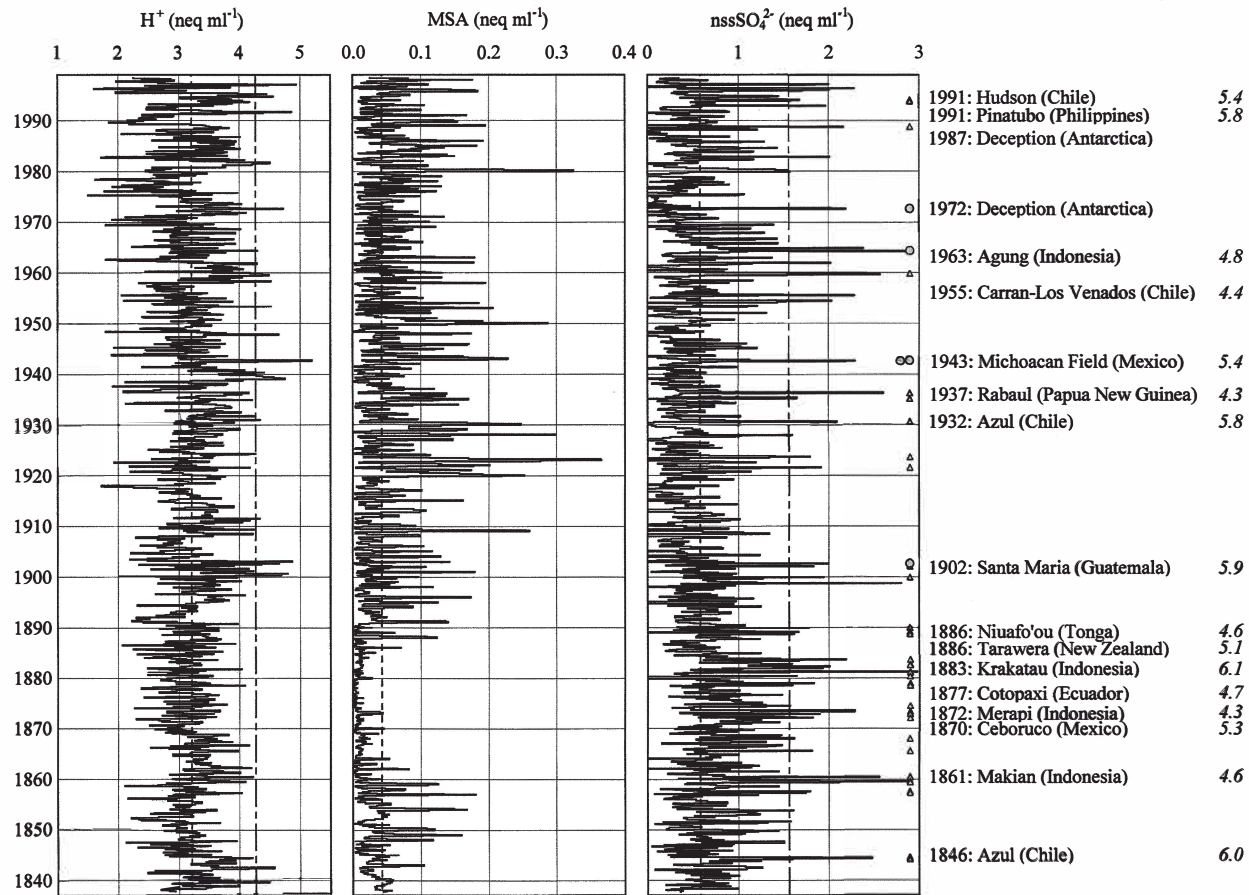 H⁺ (neq ml⁻¹) MSA (neq ml⁻¹) nssSO₄²⁻ (neq ml⁻¹)
1 2 3 4 5 0.0 0.1 0.2 0.3 0.4 0 1 2 3
1991: Hudson (Chile) 5.4
1991: Pinatubo (Philippines) 5.8
1990
1987: Deception (Antarctica)
1980
1972: Deception (Antarctica)
1970
1963: Agung (Indonesia) 4.8
1960
1955: Carran-Los Venados (Chile) 4.4
1950
1943: Michoacan Field (Mexico) 5.4
1940
1937: Rabaul (Papua New Guinea) 4.3
1932: Azul (Chile) 5.8
1930
1920
1910
1902: Santa Maria (Guatemala) 5.9
1900
1890
1886: Niuafo'ou (Tonga) 4.6
1886: Tarawera (New Zealand) 5.1
1883: Krakatau (Indonesia) 6.1
1880
1877: Cotopaxi (Ecuador) 4.7
1872: Merapi (Indonesia) 4.3
1870
1870: Ceboruco (Mexico) 5.3
1861: Makian (Indonesia) 4.6
1860
1850
1846: Azul (Chile) 6.0
1840